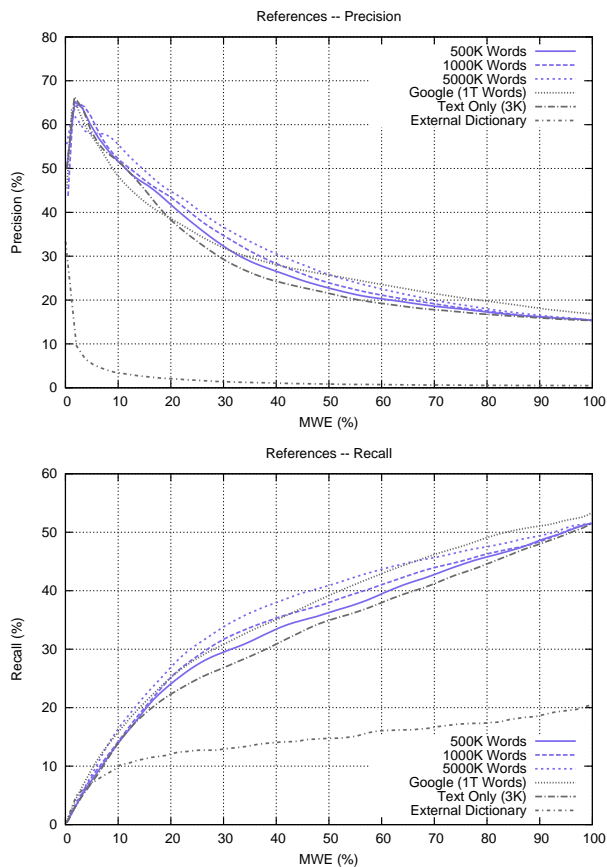 References -- Precision
80
70
60
50
40
30
20
10
0
Precision (%)
500K Words
1000K Words
5000K Words
Google (1T Words)
Text Only (3K)
External Dictionary
0 10 20 30 40 50 60 70 80 90 100
MWE (%)
References -- Recall
60
50
40
30
20
10
0
Recall (%)
500K Words
1000K Words
5000K Words
Google (1T Words)
Text Only (3K)
External Dictionary
0 10 20 30 40 50 60 70 80 90 100
MWE (%)